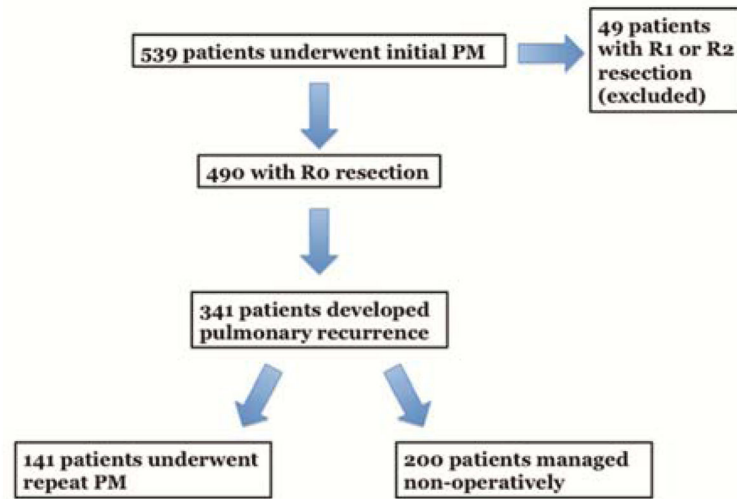 539 patients underwent initial PM
49 patients
with R1 or R2
resection
(excluded)
490 with R0 resection
341 patients developed
pulmonary recurrence
141 patients underwent
repeat PM
200 patients managed
non-operatively